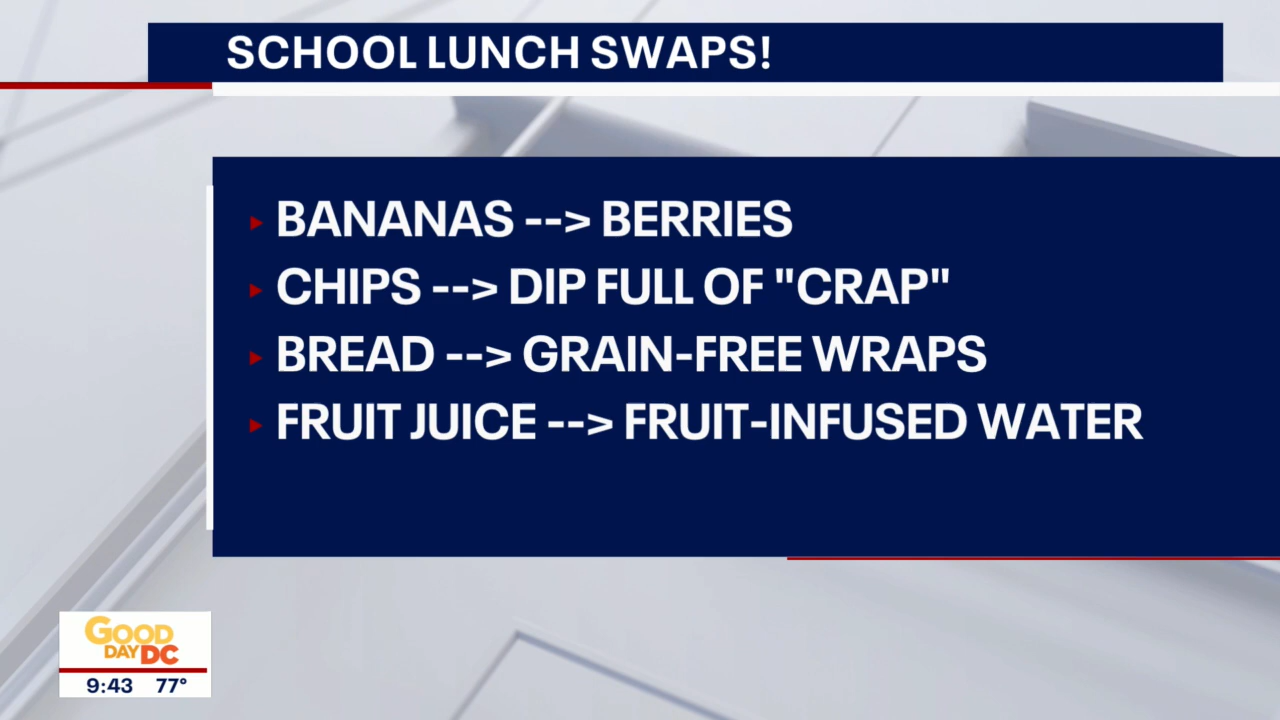 SCHOOL LUNCH SWAPS!
BANANAS --> BERRIES
CHIPS --> DIP FULL OF "CRAP"
BREAD --> GRAIN-FREE WRAPS
FRUIT JUICE --> FRUIT-INFUSED WATER
GOOD
DAY DC
9:43 77°